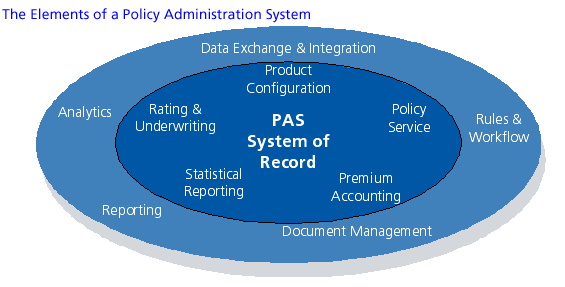 The Elements of a Policy Administration System
Data Exchange & Integration
Product
Configuration
Analytics
Rating &
Underwriting
PAS
System of
Record
Policy
Service
Rules &
Workflow
Statistical
Reporting
Premium
Accounting
Reporting
Document Management